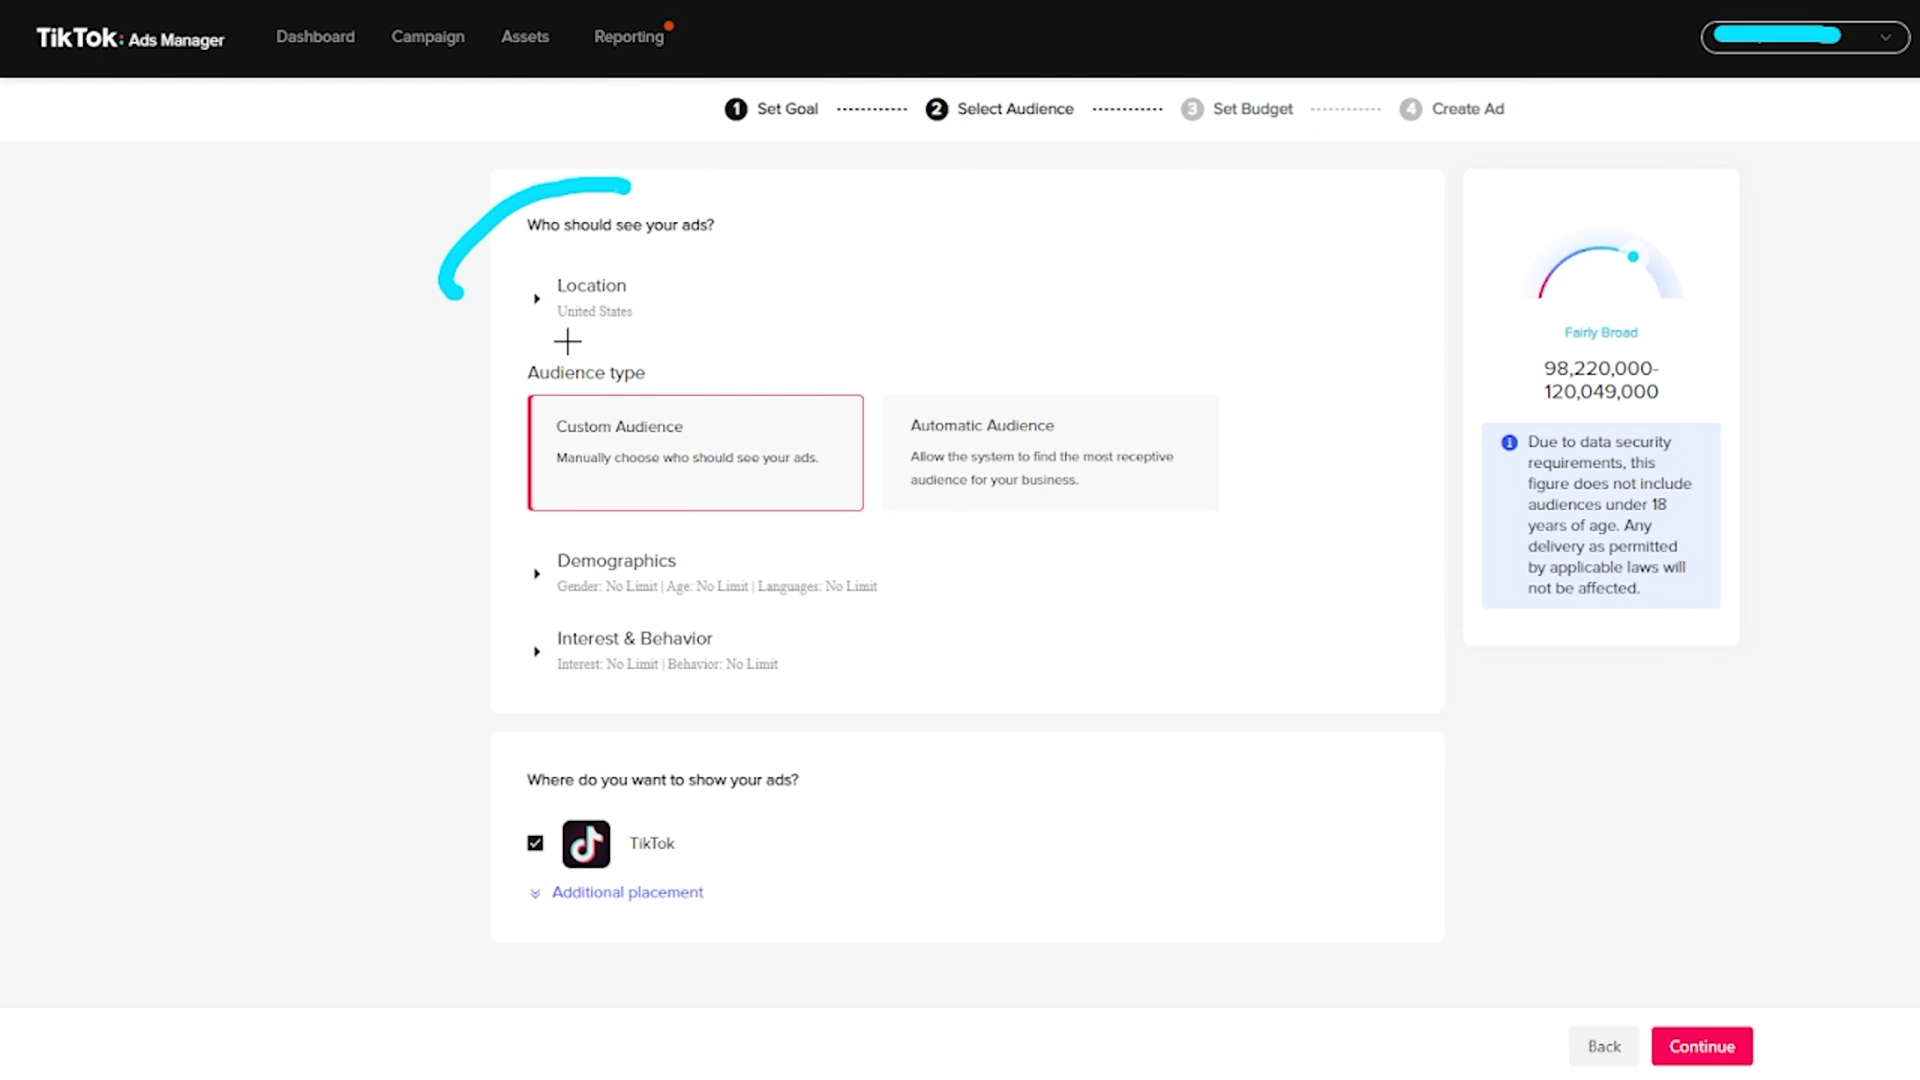 TikTok: Ads Manager Dashboard Campaign Assets Reporting
1 Set Goal 2 Select Audience 3 Set Budget 4 Create Ad
Who should see your ads?
Location
United States
Audience type
Custom Audience
Manually choose who should see your ads.
Automatic Audience
Allow the system to find the most receptive
audience for your business.
Demographics
Gender: No Limit | Age: No Limit | Languages: No Limit
Interest & Behavior
Interest: No Limit | Behavior: No Limit
Where do you want to show your ads?
TikTok
Additional placement
Fairly Broad
98,220,000-
120,049,000
Due to data security
requirements, this
figure does not include
audiences under 18
years of age. Any
delivery as permitted
by applicable laws will
not be affected.
Back Continue